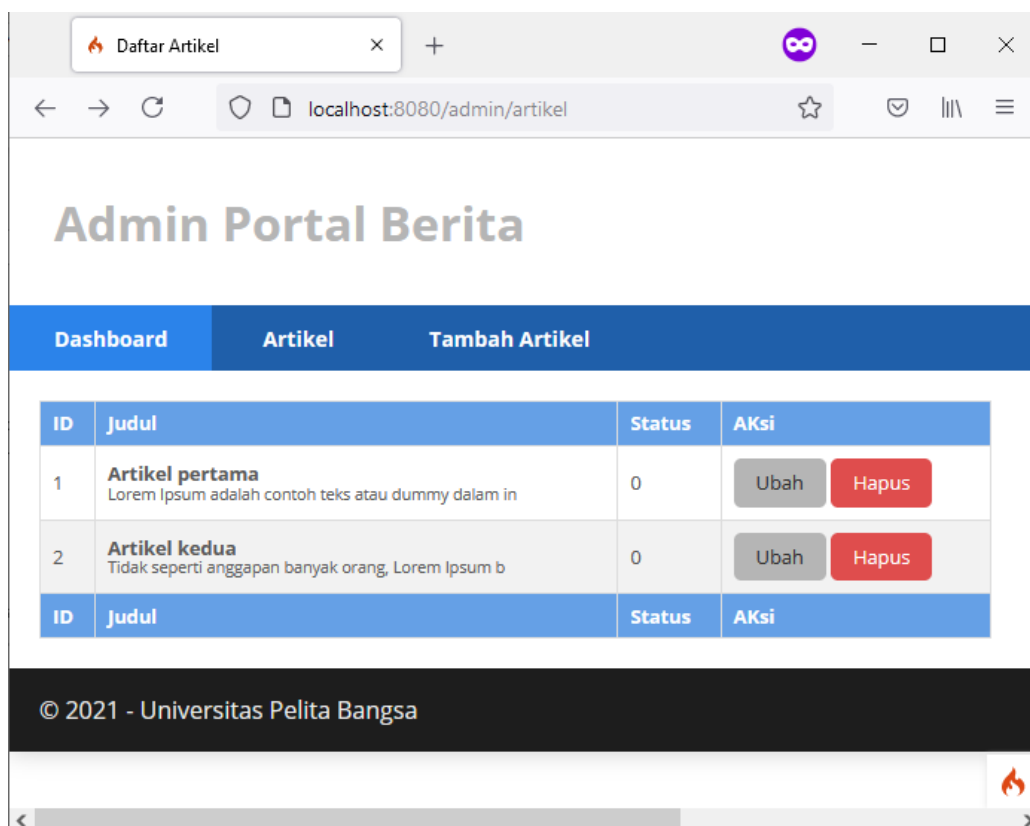 Daftar Artikel
localhost:8080/admin/artikel
Admin Portal Berita
Dashboard Artikel Tambah Artikel
ID Judul Status AKsi
1 Artikel pertama 0 Ubah Hapus
Lorem Ipsum adalah contoh teks atau dummy dalam in
2 Artikel kedua 0 Ubah Hapus
Tidak seperti anggapan banyak orang, Lorem Ipsum b
ID Judul Status AKsi
© 2021 - Universitas Pelita Bangsa